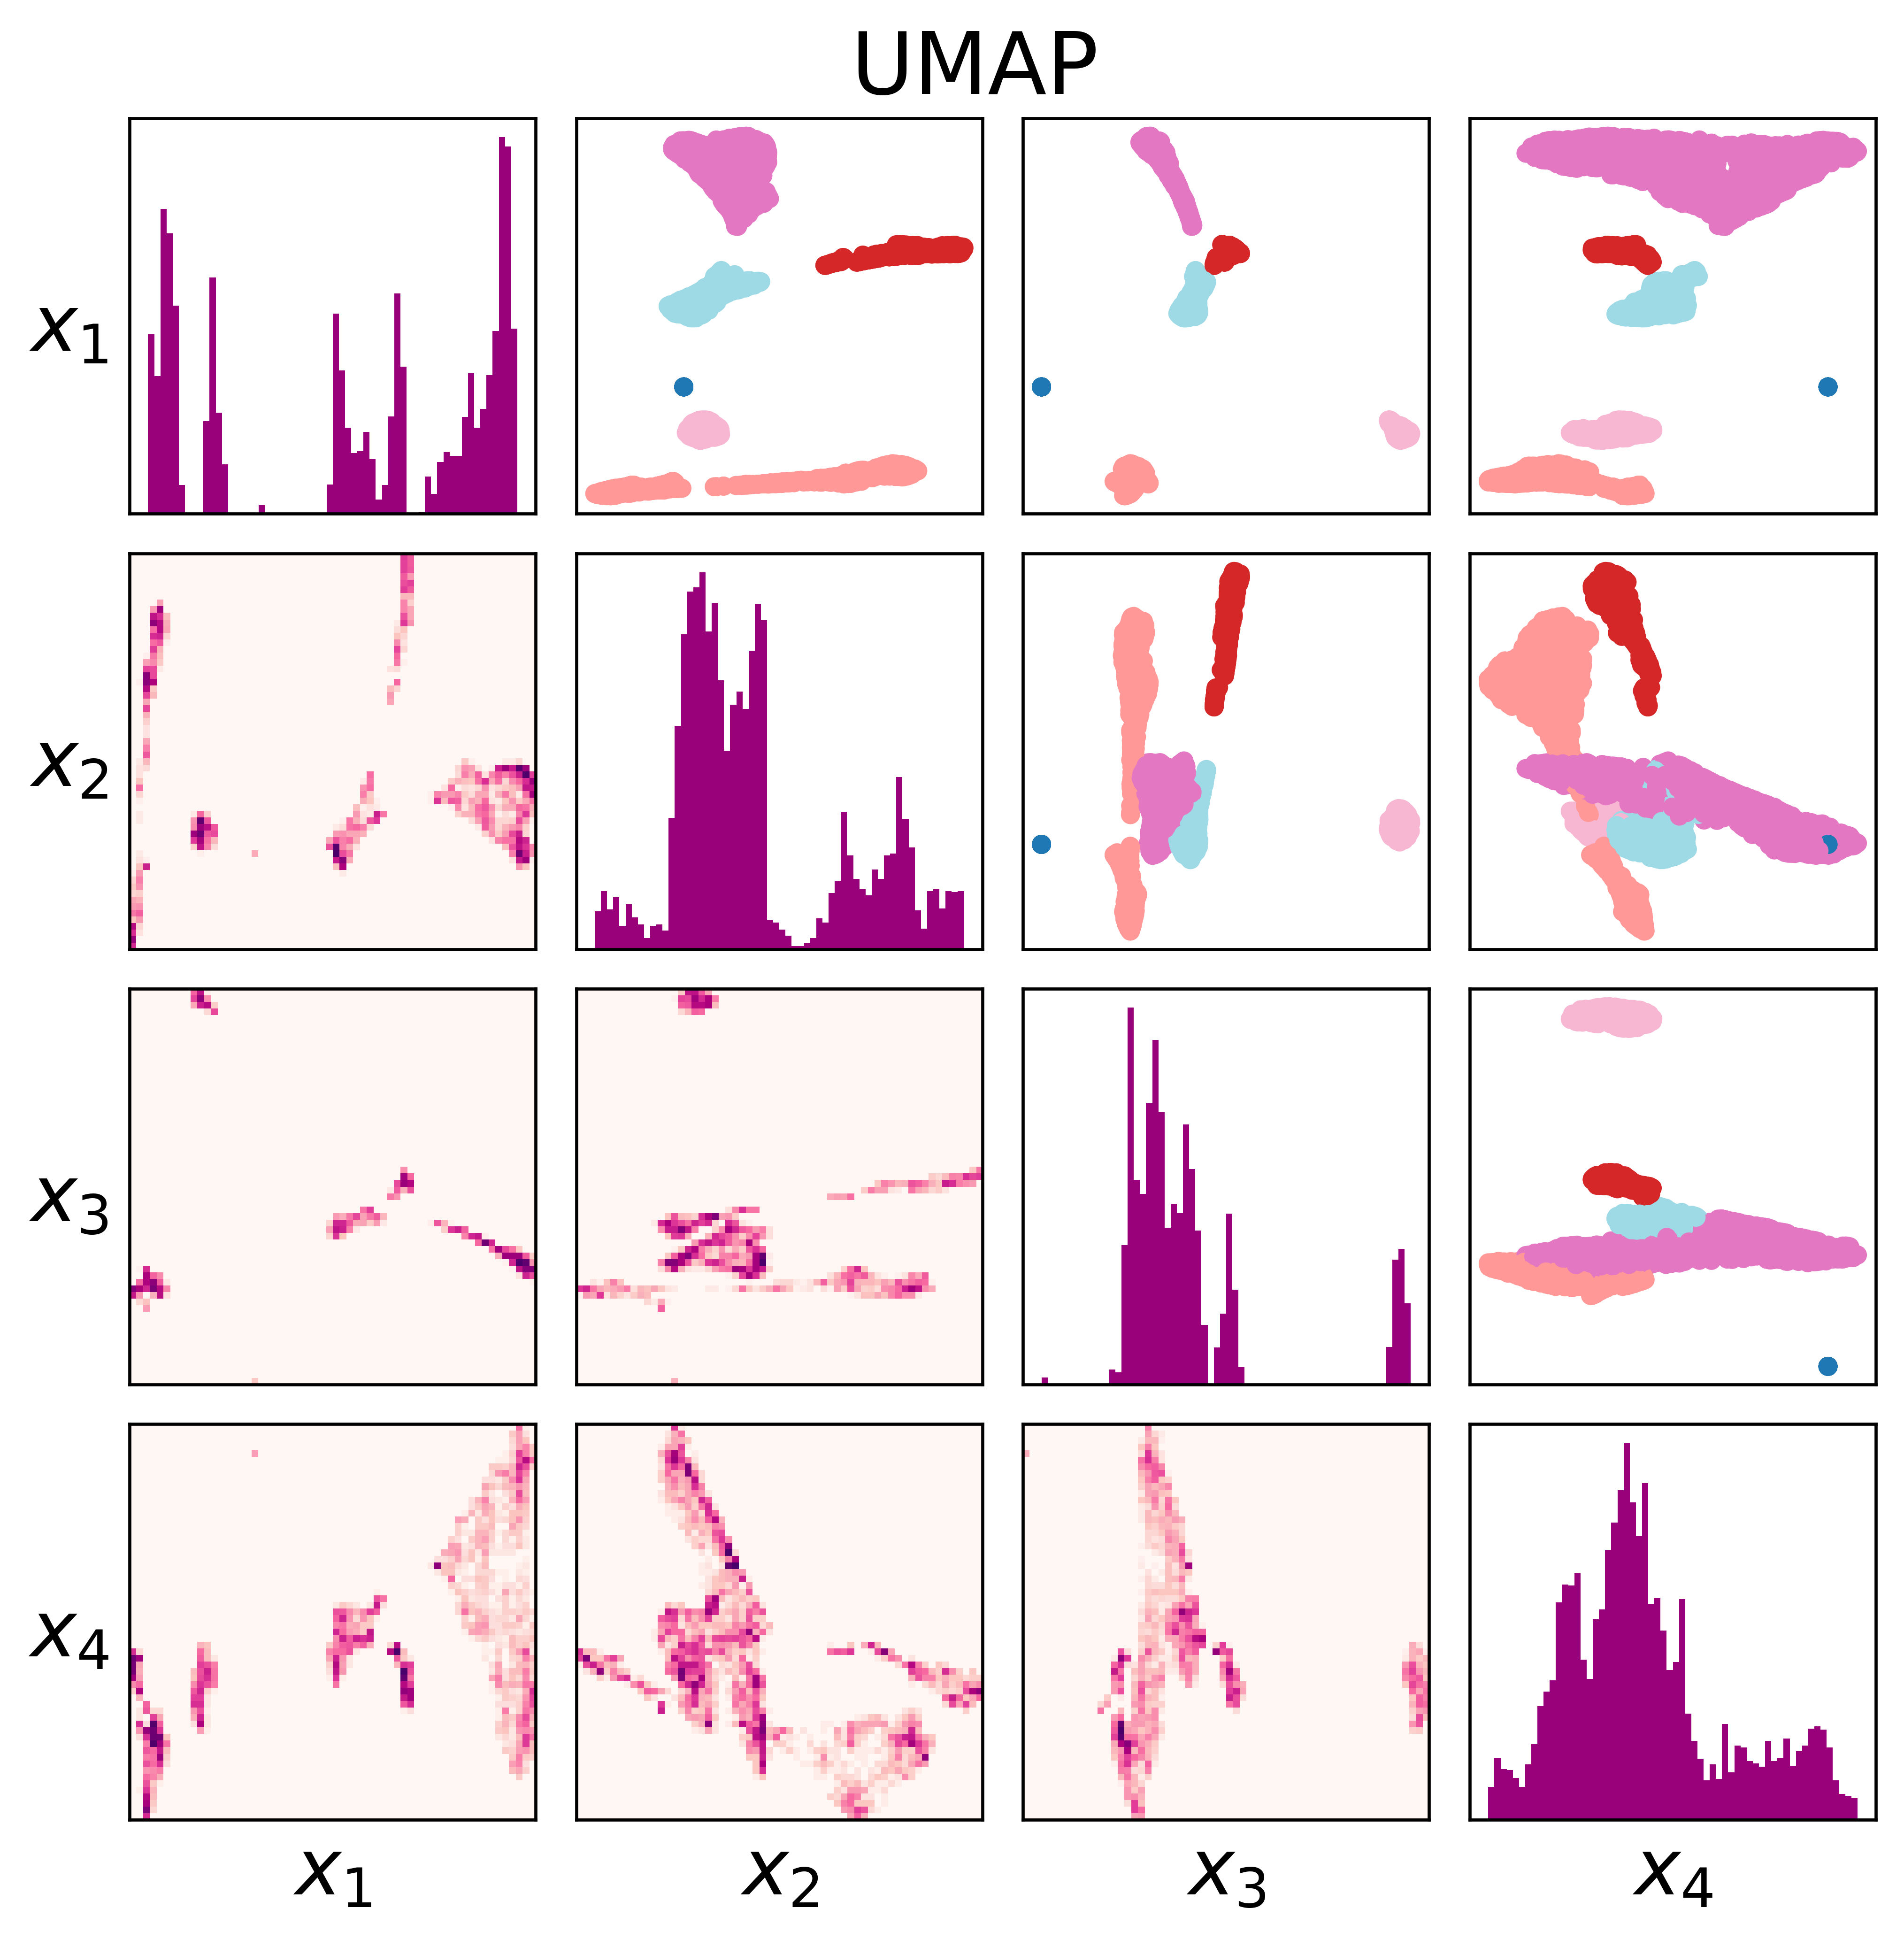 UMAP
x₁
x₂
x₃
x₄
x₁ x₂ x₃ x₄